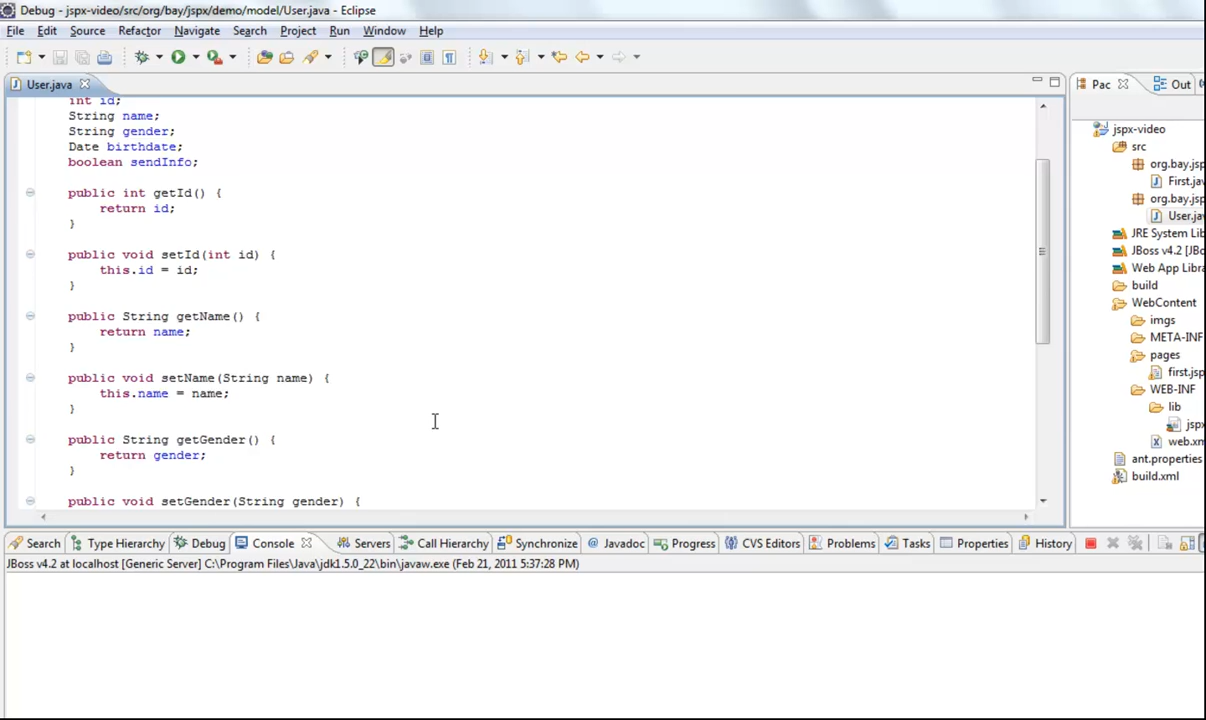 Debug - jspx-video/src/org/bay/jspx/demo/model/User.java - Eclipse
File Edit Source Refactor Navigate Search Project Run Window Help
User.java
int id;
String name;
String gender;
Date birthdate;
boolean sendInfo;
public int getId() {
return id;
}
public void setId(int id) {
this.id = id;
}
public String getName() {
return name;
}
public void setName(String name) {
this.name = name;
}
public String getGender() {
return gender;
}
public void setGender(String gender) {
Pac Out
jspx-video
src
org.bay.jsp
First.jav
org.bay.jsp
User.ja
JRE System Lib
JBoss v4.2 [JBo
Web App Libra
build
WebContent
imgs
META-INF
pages
first.jsp
WEB-INF
lib
jspx
web.xm
ant.properties
build.xml
Search Type Hierarchy Debug Console Servers Call Hierarchy Synchronize @ Javadoc Progress CVS Editors Problems Tasks Properties History
JBoss v4.2 at localhost [Generic Server] C:\Program Files\Java\jdk1.5.0_22\bin\javaw.exe (Feb 21, 2011 5:37:28 PM)